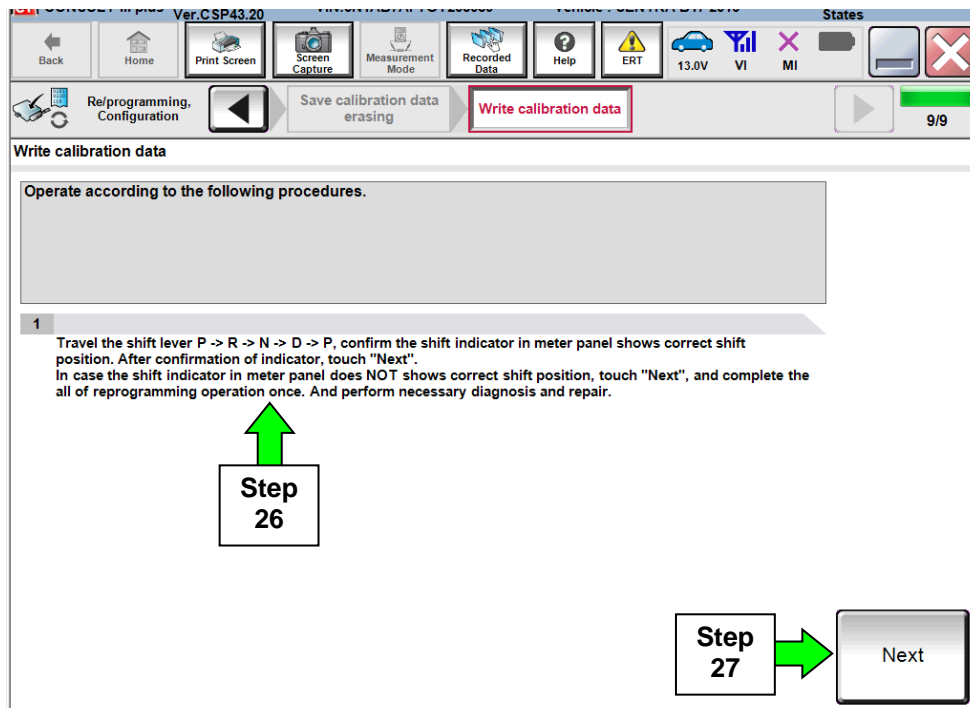 Ver.CSP43.20
States
Back
Home
Print Screen
Screen
Capture
Measurement
Mode
Recorded
Data
Help
ERT
13.0V
VI
MI
Re/programming,
Configuration
Save calibration data
erasing
Write calibration data
9/9
Write calibration data
Operate according to the following procedures.
1
Travel the shift lever P -> R -> N -> D -> P, confirm the shift indicator in meter panel shows correct shift
position. After confirmation of indicator, touch "Next".
In case the shift indicator in meter panel does NOT shows correct shift position, touch "Next", and complete the
all of reprogramming operation once. And perform necessary diagnosis and repair.
Step
26
Step
27
Next